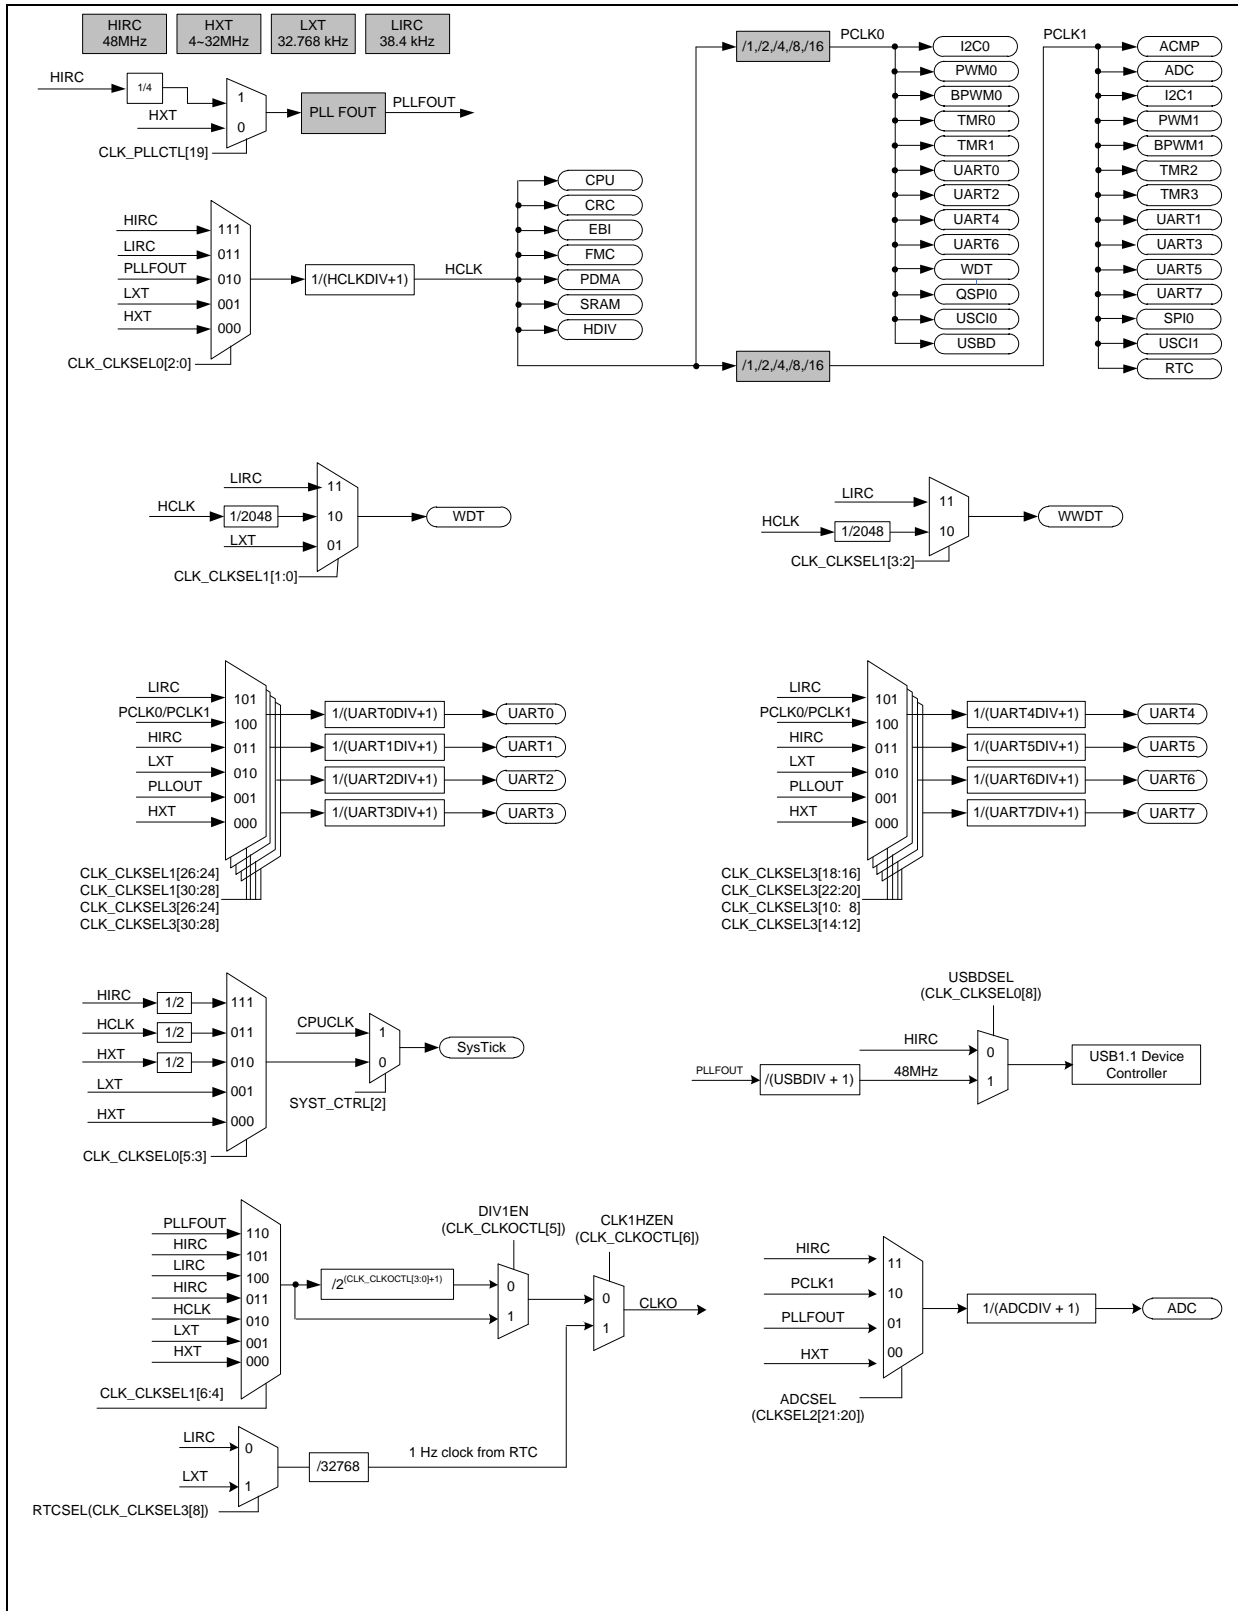 HIRC
48MHz
HXT
4~32MHz
LXT
32.768 kHz
LIRC
38.4 kHz
HIRC
1/4
HXT
1
0
PLL FOUT
PLLFOUT
CLK_PLLCTL[19]
HIRC
LIRC
PLLFOUT
LXT
HXT
111
011
010
001
000
CLK_CLKSEL0[2:0]
1/(HCLKDIV+1)
HCLK
CPU
CRC
EBI
FMC
PDMA
SRAM
HDIV
/1,/2,/4,/8,/16
PCLK0
I2C0
PWM0
BPWM0
TMR0
TMR1
UART0
UART2
UART4
UART6
WDT
QSPI0
USCI0
USBD
/1,/2,/4,/8,/16
PCLK1
ACMP
ADC
I2C1
PWM1
BPWM1
TMR2
TMR3
UART1
UART3
UART5
UART7
SPI0
USCI1
RTC
LIRC
HCLK
1/2048
LXT
11
10
01
WDT
CLK_CLKSEL1[1:0]
LIRC
HCLK
1/2048
11
10
WWDT
CLK_CLKSEL1[3:2]
LIRC
PCLK0/PCLK1
HIRC
LXT
PLLOUT
HXT
101
100
011
010
001
000
1/(UART0DIV+1)
UART0
1/(UART1DIV+1)
UART1
1/(UART2DIV+1)
UART2
1/(UART3DIV+1)
UART3
CLK_CLKSEL1[26:24]
CLK_CLKSEL1[30:28]
CLK_CLKSEL3[26:24]
CLK_CLKSEL3[30:28]
LIRC
PCLK0/PCLK1
HIRC
LXT
PLLOUT
HXT
101
100
011
010
001
000
1/(UART4DIV+1)
UART4
1/(UART5DIV+1)
UART5
1/(UART6DIV+1)
UART6
1/(UART7DIV+1)
UART7
CLK_CLKSEL3[18:16]
CLK_CLKSEL3[22:20]
CLK_CLKSEL3[10: 8]
CLK_CLKSEL3[14:12]
HIRC
1/2
HCLK
1/2
HXT
1/2
LXT
HXT
111
011
010
001
000
CLK_CLKSEL0[5:3]
CPUCLK
1
0
SysTick
SYST_CTRL[2]
USBDSEL
(CLK_CLKSEL0[8])
HIRC
PLLFOUT
/(USBDIV + 1)
48MHz
0
1
USB1.1 Device
Controller
PLLFOUT
HIRC
LIRC
HIRC
HCLK
LXT
HXT
110
101
100
011
010
001
000
CLK_CLKSEL1[6:4]
/2(CLK_CLKOCTL[3:0]+1)
DIV1EN
(CLK_CLKOCTL[5])
0
1
CLK1HZEN
(CLK_CLKOCTL[6])
0
1
CLKO
LIRC
LXT
0
1
/32768
1 Hz clock from RTC
RTCSEL(CLK_CLKSEL3[8])
HIRC
PCLK1
PLLFOUT
HXT
11
10
01
00
1/(ADCDIV + 1)
ADC
ADCSEL
(CLKSEL2[21:20])